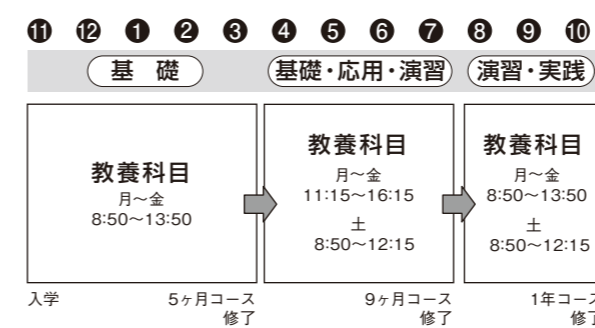 ⓫ ⓬ ❶ ❷ ❸ ❹ ❺ ❻ ❼ ❽ ❾ ❿
基 礎
基礎・応用・演習
演習・実践
教養科目
月〜金
8:50〜13:50
教養科目
月〜金
11:15〜16:15
土
8:50〜12:15
教養科目
月〜金
8:50〜13:50
土
8:50〜12:15
入学
5ヶ月コース
修了
9ヶ月コース
修了
1年コース
修了